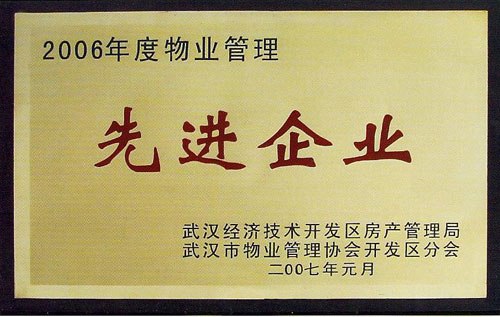 2006年度物业管理
先进企业
武汉经济技术开发区房产管理局
武汉市物业管理协会开发区分会
二00七年元月